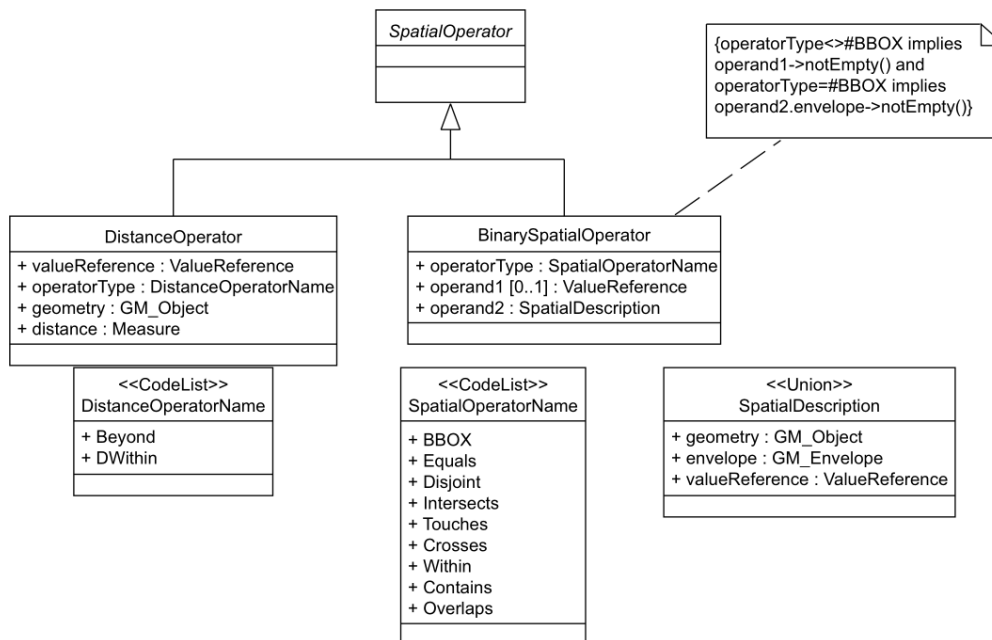 SpatialOperator
{operatorType<>#BBOX implies
operand1->notEmpty() and
operatorType=#BBOX implies
operand2.envelope->notEmpty()}
DistanceOperator
+ valueReference : ValueReference
+ operatorType : DistanceOperatorName
+ geometry : GM_Object
+ distance : Measure
BinarySpatialOperator
+ operatorType : SpatialOperatorName
+ operand1 [0..1] : ValueReference
+ operand2 : SpatialDescription
<<CodeList>>
DistanceOperatorName
+ Beyond
+ DWithin
<<CodeList>>
SpatialOperatorName
+ BBOX
+ Equals
+ Disjoint
+ Intersects
+ Touches
+ Crosses
+ Within
+ Contains
+ Overlaps
<<Union>>
SpatialDescription
+ geometry : GM_Object
+ envelope : GM_Envelope
+ valueReference : ValueReference